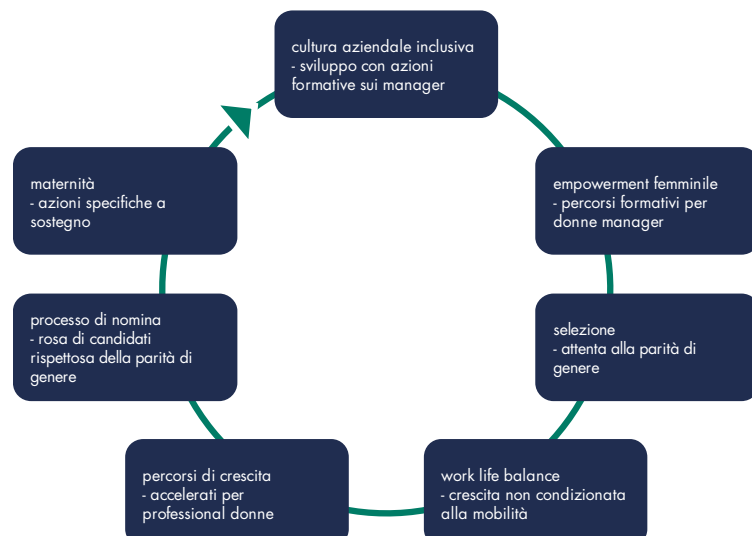 cultura aziendale inclusiva
- sviluppo con azioni
formative sui manager
empowerment femminile
- percorsi formativi per
donne manager
selezione
- attenta alla parità di
genere
work life balance
- crescita non condizionata
alla mobilità
percorsi di crescita
- accelerati per
professional donne
processo di nomina
- rosa di candidati
rispettosa della parità di
genere
maternità
- azioni specifiche a
sostegno